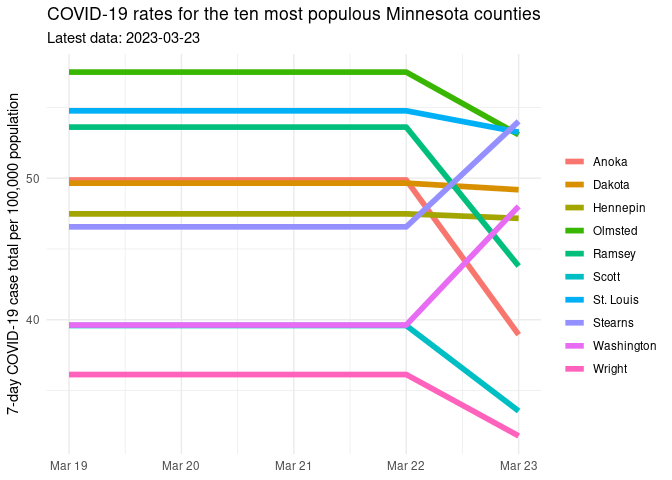 COVID-19 rates for the ten most populous Minnesota counties
Latest data: 2023-03-23
7-day COVID-19 case total per 100,000 population
50
40
Mar 19
Mar 20
Mar 21
Mar 22
Mar 23
Anoka
Dakota
Hennepin
Olmsted
Ramsey
Scott
St. Louis
Stearns
Washington
Wright